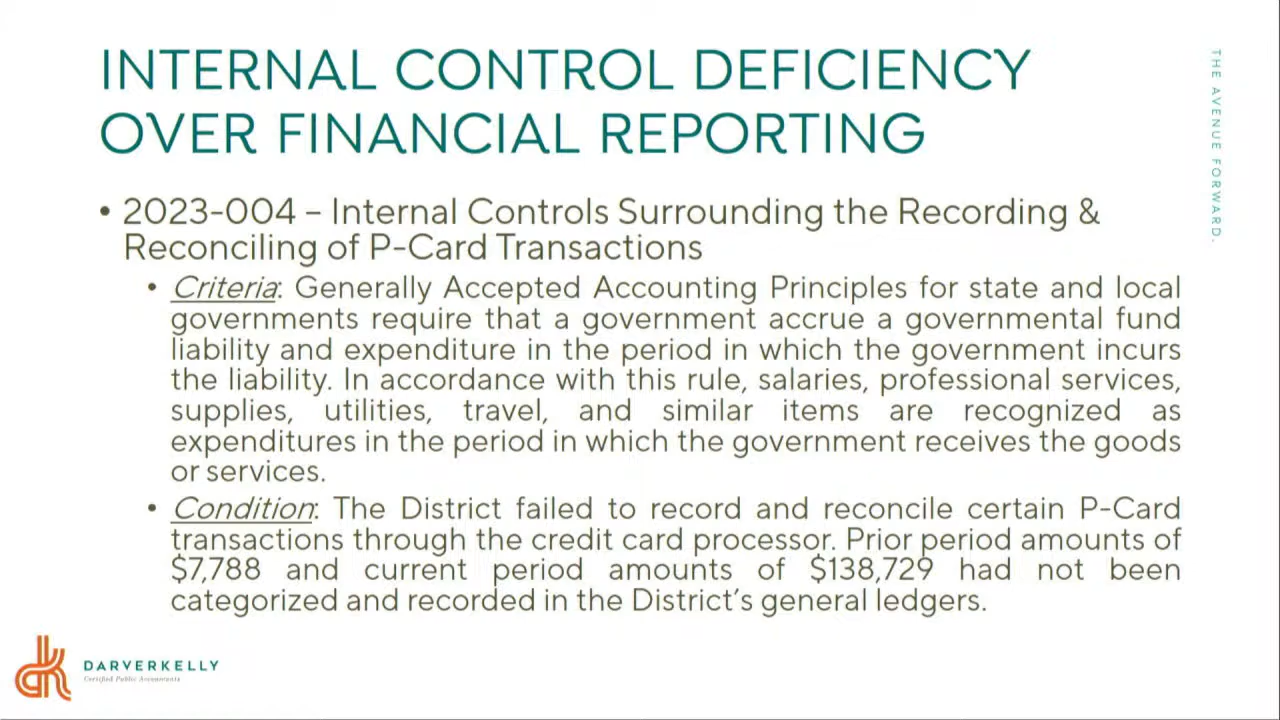 INTERNAL CONTROL DEFICIENCY
OVER FINANCIAL REPORTING
THE AVENUE FORWARD.
• 2023-004 – Internal Controls Surrounding the Recording &
Reconciling of P-Card Transactions
• Criteria: Generally Accepted Accounting Principles for state and local
governments require that a government accrue a governmental fund
liability and expenditure in the period in which the government incurs
the liability. In accordance with this rule, salaries, professional services,
supplies, utilities, travel, and similar items are recognized as
expenditures in the period in which the government receives the goods
or services.
• Condition: The District failed to record and reconcile certain P-Card
transactions through the credit card processor. Prior period amounts of
$7,788 and current period amounts of $138,729 had not been
categorized and recorded in the District's general ledgers.
dk
DARVERKELLY
Certified Public Accountants